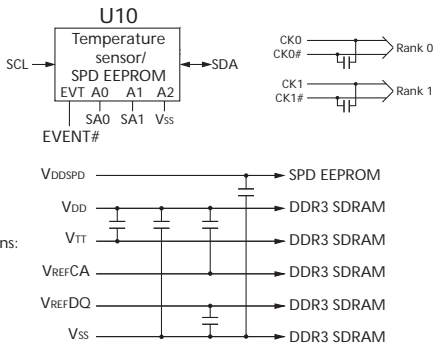 U10
Temperature
sensor/
SPD EEPROM
SCL
SDA
EVT A0 A1 A2
SA0 SA1 Vss
EVENT#
CK0
CK0#
Rank 0
CK1
CK1#
Rank 1
VDDSPD SPD EEPROM
VDD DDR3 SDRAM
VTT DDR3 SDRAM
ns:
VREFCA DDR3 SDRAM
VREFDQ DDR3 SDRAM
Vss DDR3 SDRAM